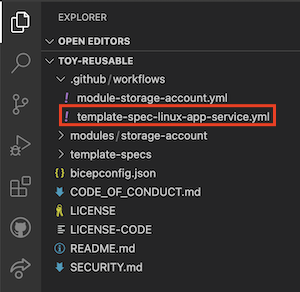 EXPLORER
OPEN EDITORS
TOY-REUSABLE
.github/workflows
module-storage-account.yml
template-spec-linux-app-service.yml
modules/storage-account
template-specs
bicepconfig.json
CODE_OF_CONDUCT.md
LICENSE
LICENSE-CODE
README.md
SECURITY.md